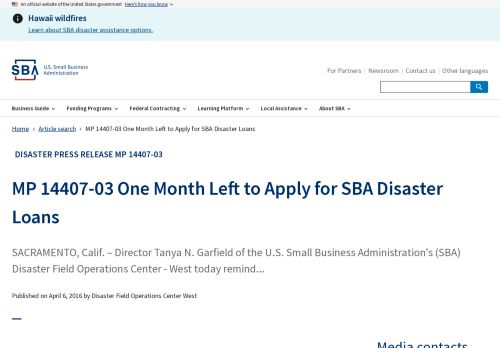 An official website of the United States government Here's how you know
Hawaii wildfires
Learn about SBA disaster assistance options.
SBA U.S. Small Business
Administration
For Partners Newsroom Contact us Other languages
Business Guide Funding Programs Federal Contracting Learning Platform Local Assistance About SBA
Home Article search MP 14407-03 One Month Left to Apply for SBA Disaster Loans
DISASTER PRESS RELEASE MP 14407-03
MP 14407-03 One Month Left to Apply for SBA Disaster
Loans
SACRAMENTO, Calif. – Director Tanya N. Garfield of the U.S. Small Business Administration's (SBA)
Disaster Field Operations Center - West today remind...
Published on April 6, 2016 by Disaster Field Operations Center West
Media contacts